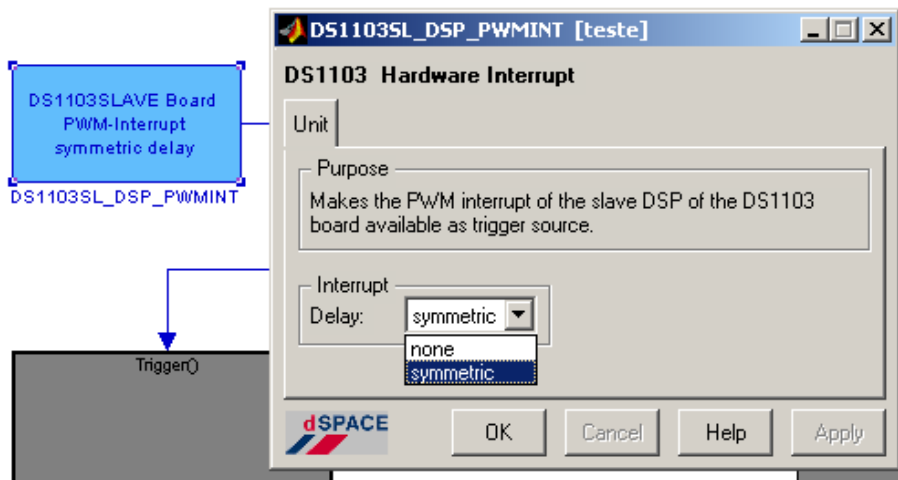 DS1103SL_DSP_PWMINT [teste]
DS1103 Hardware Interrupt
DS1103SLAVE Board
PWM-Interrupt
symmetric delay
DS1103SL_DSP_PWMINT
Unit
Purpose
Makes the PWM interrupt of the slave DSP of the DS1103
board available as trigger source.
Interrupt
Delay:
symmetric
none
symmetric
Trigger()
dSPACE
OK
Cancel
Help
Apply